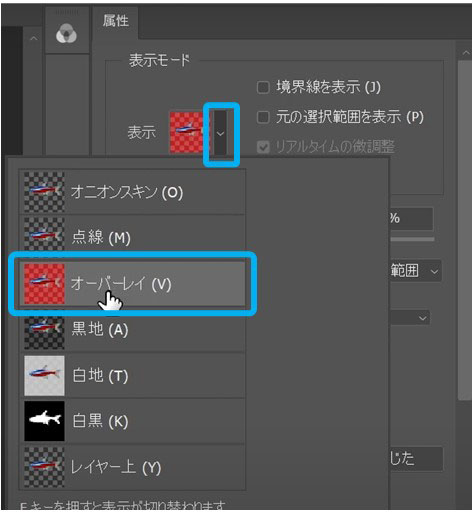 属性
表示モード
境界線を表示 (J)
元の選択範囲を表示 (P)
表示
リアルタイムの微調整
オニオンスキン (O)
%
点線 (M)
範囲
オーバーレイ (V)
黒地 (A)
白地 (T)
白黒 (K)
じた
レイヤー上 (Y)
F キーを押すと表示が切り替わります